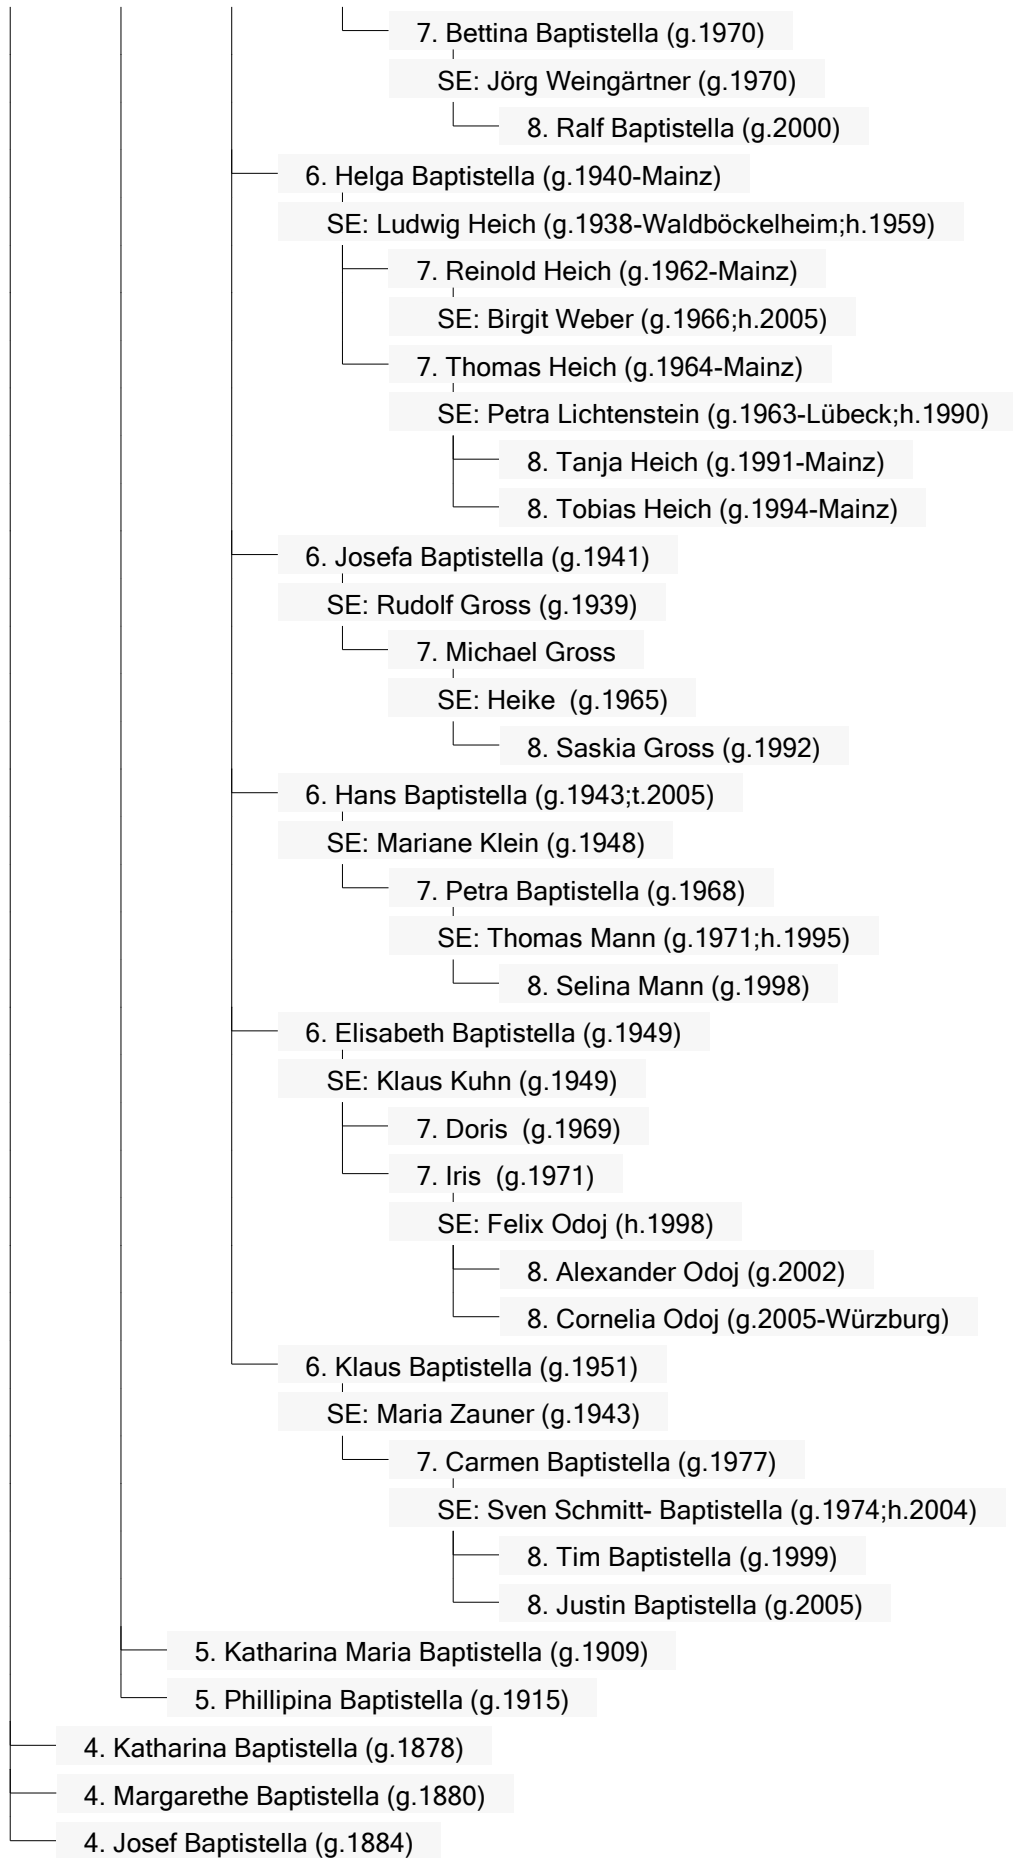 7. Bettina Baptistella (g.1970)
SE: Jörg Weingärtner (g.1970)
8. Ralf Baptistella (g.2000)
6. Helga Baptistella (g.1940-Mainz)
SE: Ludwig Heich (g.1938-Waldböckelheim;h.1959)
7. Reinold Heich (g.1962-Mainz)
SE: Birgit Weber (g.1966;h.2005)
7. Thomas Heich (g.1964-Mainz)
SE: Petra Lichtenstein (g.1963-Lübeck;h.1990)
8. Tanja Heich (g.1991-Mainz)
8. Tobias Heich (g.1994-Mainz)
6. Josefa Baptistella (g.1941)
SE: Rudolf Gross (g.1939)
7. Michael Gross
SE: Heike  (g.1965)
8. Saskia Gross (g.1992)
6. Hans Baptistella (g.1943;t.2005)
SE: Mariane Klein (g.1948)
7. Petra Baptistella (g.1968)
SE: Thomas Mann (g.1971;h.1995)
8. Selina Mann (g.1998)
6. Elisabeth Baptistella (g.1949)
SE: Klaus Kuhn (g.1949)
7. Doris  (g.1969)
7. Iris  (g.1971)
SE: Felix Odoj (h.1998)
8. Alexander Odoj (g.2002)
8. Cornelia Odoj (g.2005-Würzburg)
6. Klaus Baptistella (g.1951)
SE: Maria Zauner (g.1943)
7. Carmen Baptistella (g.1977)
SE: Sven Schmitt- Baptistella (g.1974;h.2004)
8. Tim Baptistella (g.1999)
8. Justin Baptistella (g.2005)
5. Katharina Maria Baptistella (g.1909)
5. Phillipina Baptistella (g.1915)
4. Katharina Baptistella (g.1878)
4. Margarethe Baptistella (g.1880)
4. Josef Baptistella (g.1884)